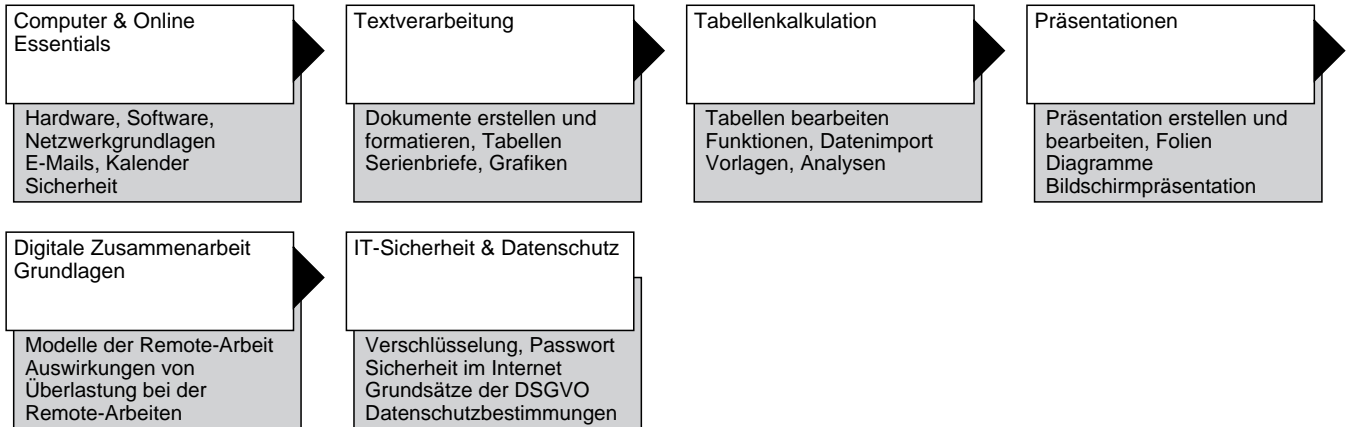 Computer & Online
Essentials
Hardware, Software,
Netzwerkgrundlagen
E-Mails, Kalender
Sicherheit
Textverarbeitung
Dokumente erstellen und
formatieren, Tabellen
Serienbriefe, Grafiken
Tabellenkalkulation
Tabellen bearbeiten
Funktionen, Datenimport
Vorlagen, Analysen
Präsentationen
Präsentation erstellen und
bearbeiten, Folien
Diagramme
Bildschirmpräsentation
Digitale Zusammenarbeit
Grundlagen
Modelle der Remote-Arbeit
Auswirkungen von
Überlastung bei der
Remote-Arbeiten
IT-Sicherheit & Datenschutz
Verschlüsselung, Passwort
Sicherheit im Internet
Grundsätze der DSGVO
Datenschutzbestimmungen